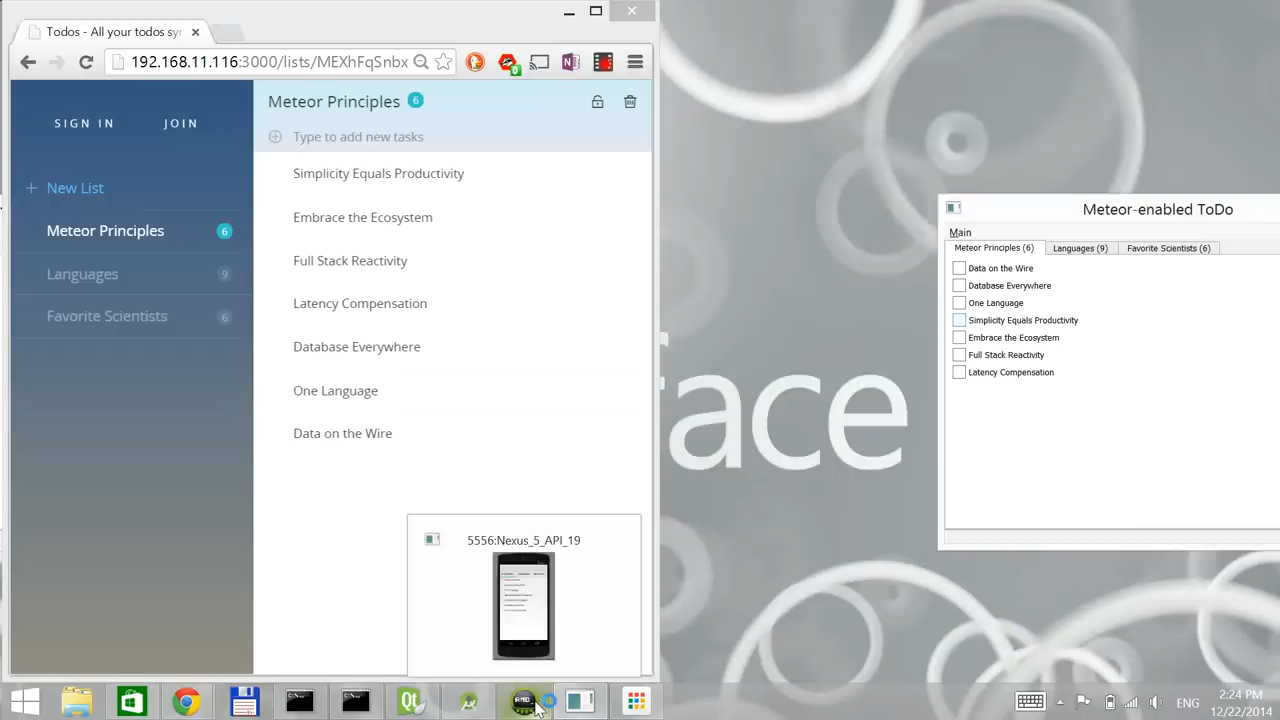 Todos - All your todos syn
192.168.11.116:3000/lists/MEXhFqSnbx
SIGN IN
JOIN
New List
Meteor Principles 6
Languages 9
Favorite Scientists 6
Meteor Principles 6
Type to add new tasks
Simplicity Equals Productivity
Embrace the Ecosystem
Full Stack Reactivity
Latency Compensation
Database Everywhere
One Language
Data on the Wire
5556:Nexus_5_API_19
face
Meteor-enabled ToDo
Main
Meteor Principles (6)
Languages (9)
Favorite Scientists (6)
Data on the Wire
Database Everywhere
One Language
Simplicity Equals Productivity
Embrace the Ecosystem
Full Stack Reactivity
Latency Compensation
ENG
2:24 PM
12/22/2014